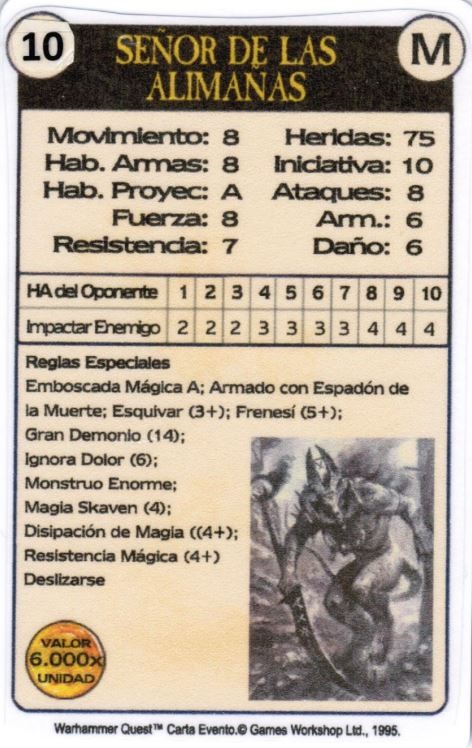 10
SEÑOR DE LAS
ALIMAÑAS
M
Movimiento: 8 Heridas: 75
Hab. Armas: 8 Iniciativa: 10
Hab. Proyec: A Ataques: 8
Fuerza: 8 Arm.: 6
Resistencia: 7 Daño: 6
HA del Oponente 1 2 3 4 5 6 7 8 9 10
Impactar Enemigo 2 2 2 3 3 3 3 4 4 4
Reglas Especiales
Emboscada Mágica A; Armado con Espadón de
la Muerte; Esquivar (3+); Frenesí (5+);
Gran Demonio (14);
Ignora Dolor (6);
Monstruo Enorme;
Magia Skaven (4);
Disipación de Magia ((4+);
Resistencia Mágica (4+)
Deslizarse
VALOR
6.000x
UNIDAD
Warhammer Quest™ Carta Evento.© Games Workshop Ltd., 1995.